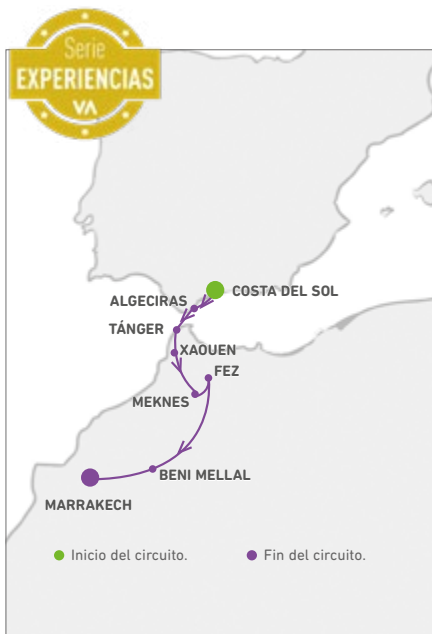 Serie
EXPERIENCIAS
VA
COSTA DEL SOL
ALGECIRAS
TÁNGER
XAOUEN
FEZ
MEKNES
BENI MELLAL
MARRAKECH
Inicio del circuito.
Fin del circuito.